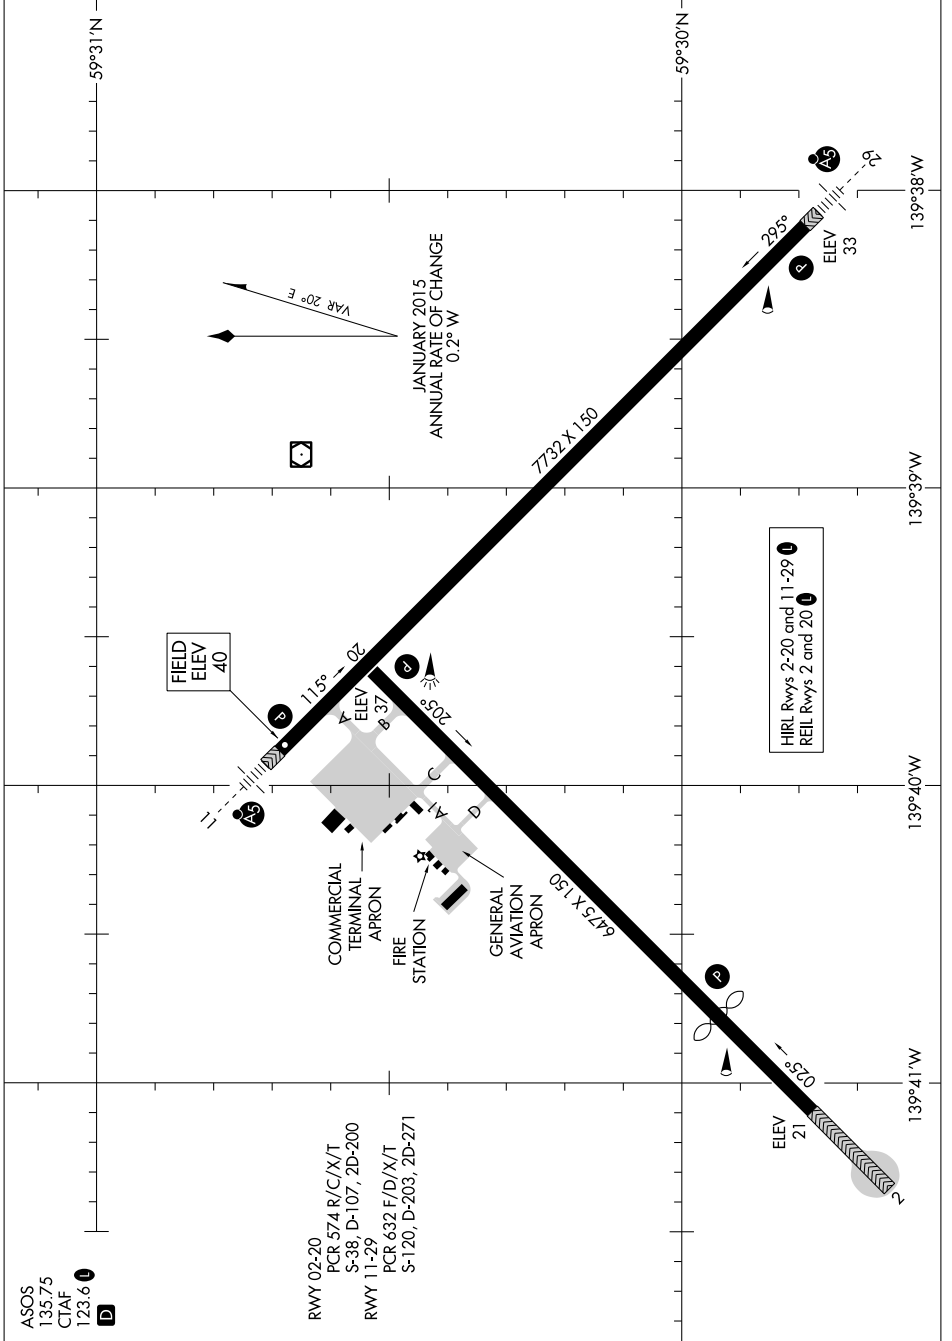 ASOS
135.75
CTAF
123.6 L
D
RWY 02-20
PCR 574 R/C/X/T
S-38, D-107, 2D-200
RWY 11-29
PCR 632 F/D/X/T
S-120, D-203, 2D-271
59°31'N
59°30'N
139°38'W
139°39'W
139°40'W
139°41'W
VAR 20° E
JANUARY 2015
ANNUAL RATE OF CHANGE
0.2° W
FIELD
ELEV
40
11
A5
P
115°
20
A
ELEV
37
B
P
205°
C
A1
D
COMMERCIAL
TERMINAL
APRON
FIRE
STATION
GENERAL
AVIATION
APRON
7732 X 150
6475 X 150
295°
P
ELEV
33
A5
29
P
025°
ELEV
21
2
HIRL Rwys 2-20 and 11-29 L
REIL Rwys 2 and 20 L